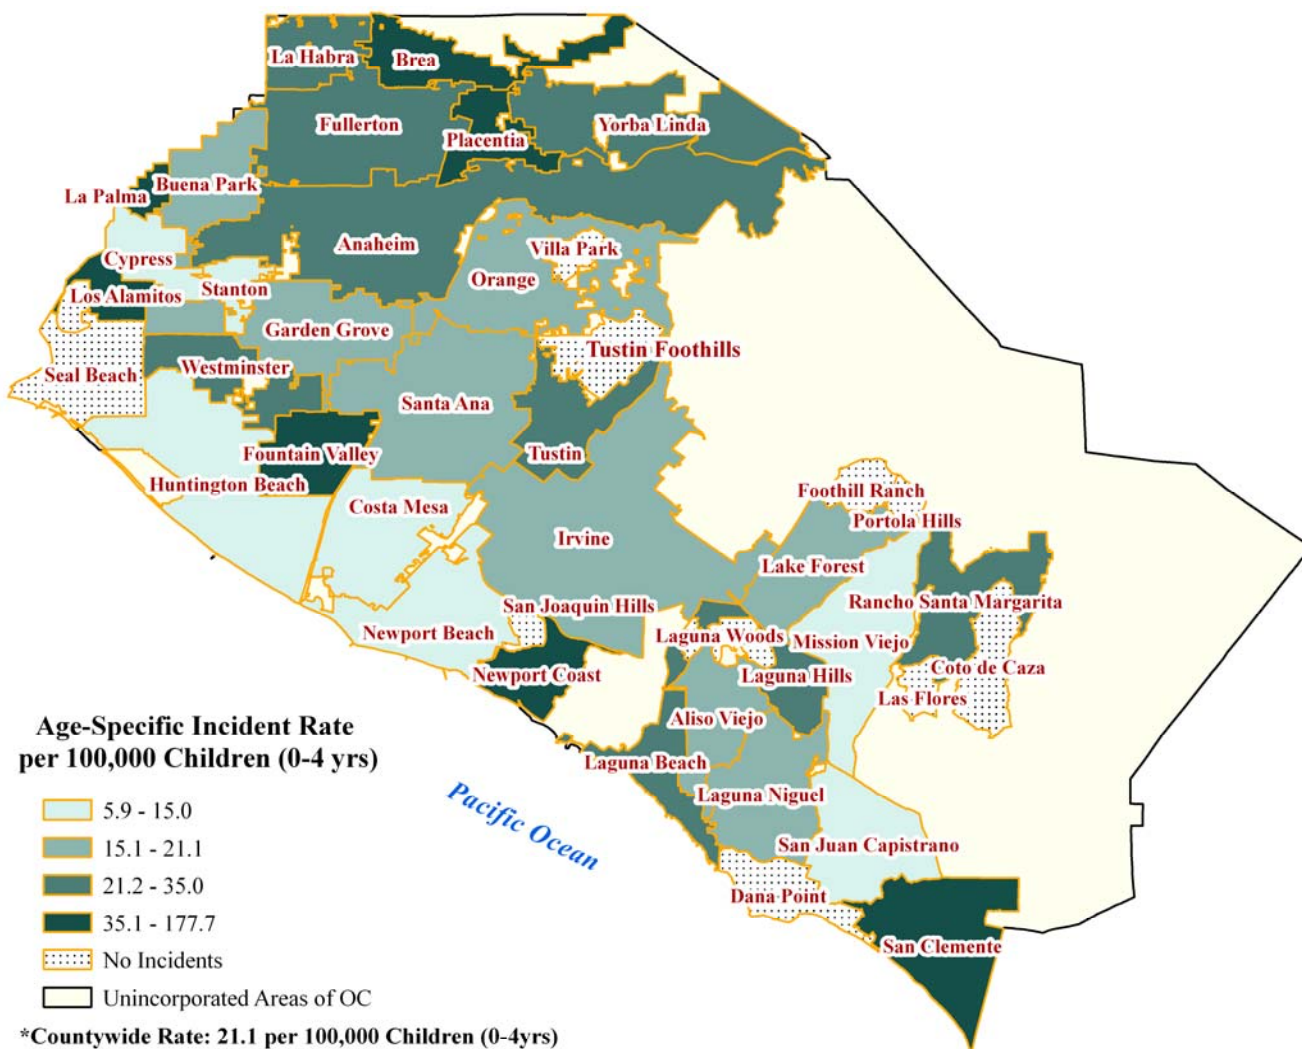 La Habra
Brea
Fullerton
Placentia
Yorba Linda
La Palma
Buena Park
Cypress
Anaheim
Villa Park
Orange
Los Alamitos
Stanton
Garden Grove
Tustin Foothills
Seal Beach
Westminster
Santa Ana
Fountain Valley
Tustin
Huntington Beach
Costa Mesa
Foothill Ranch
Portola Hills
Irvine
Lake Forest
San Joaquin Hills
Rancho Santa Margarita
Newport Beach
Laguna Woods
Mission Viejo
Newport Coast
Laguna Hills
Coto de Caza
Las Flores
Aliso Viejo
Laguna Beach
Laguna Niguel
San Juan Capistrano
Dana Point
San Clemente
Pacific Ocean
Age-Specific Incident Rate
per 100,000 Children (0-4 yrs)
5.9 - 15.0
15.1 - 21.1
21.2 - 35.0
35.1 - 177.7
No Incidents
Unincorporated Areas of OC
*Countywide Rate: 21.1 per 100,000 Children (0-4yrs)